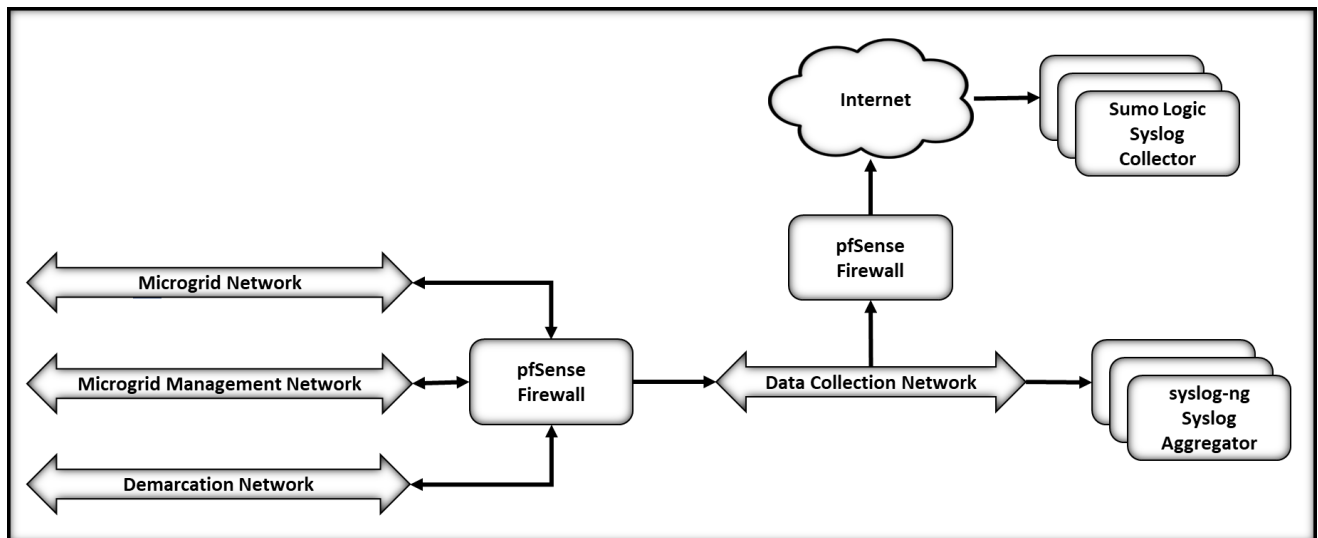 Internet
Sumo Logic
Syslog
Collector
pfSense
Firewall
Microgrid Network
Microgrid Management Network
pfSense
Firewall
Data Collection Network
syslog-ng
Syslog
Aggregator
Demarcation Network